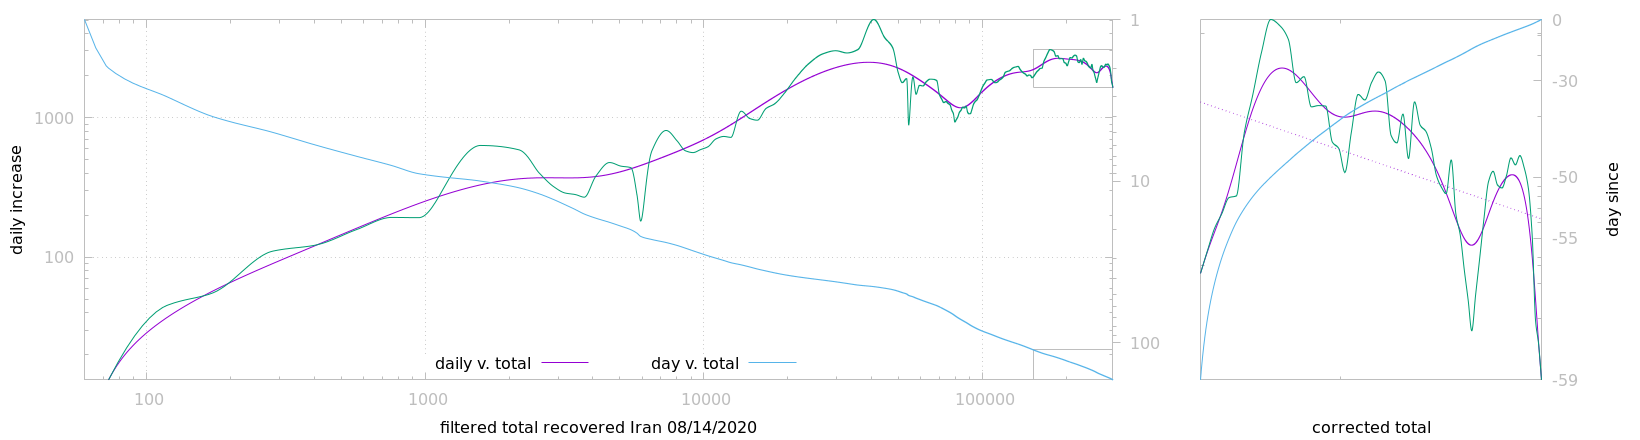 daily increase
1000
100
daily v. total
day v. total
100
1000
10000
100000
filtered total recovered Iran 08/14/2020
1
10
100
0
-30
-50
-55
-59
day since
corrected total